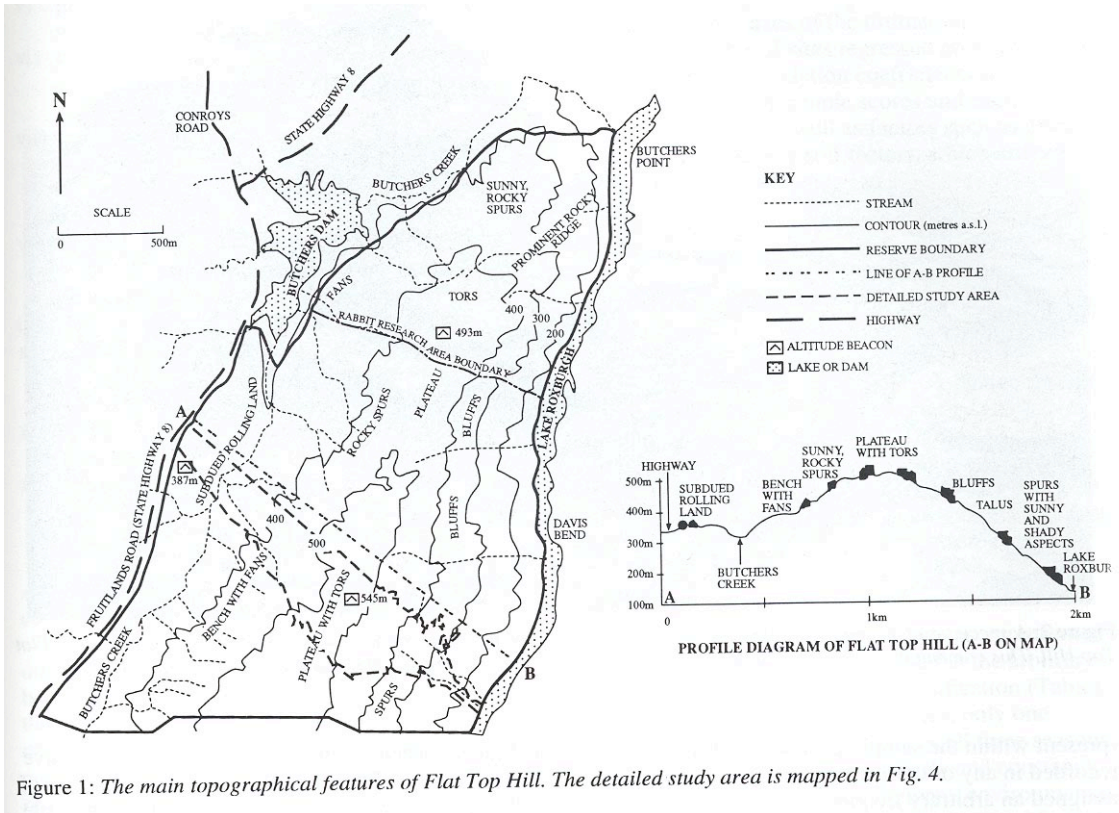 N
CONROYS
ROAD
STATE HIGHWAY 8
SCALE
0 500m
BUTCHERS CREEK
SUNNY,
ROCKY
SPURS
BUTCHERS
POINT
BUTCHERS DAM
PROMINENT ROCKY
RIDGE
FANS
TORS
400
300
200
493m
RABBIT RESEARCH AREA BOUNDARY
LAKE ROXBURGH
PLATEAU
ROCKY SPURS
BLUFFS
A
387m
SUBDUED ROLLING LAND
FRUITLANDS ROAD (STATE HIGHWAY 8)
400
500
BLUFFS
DAVIS
BEND
BENCH WITH FANS
PLATEAU WITH TORS
545m
B
BUTCHERS CREEK
SPURS
KEY
STREAM
CONTOUR (metres a.s.l.)
RESERVE BOUNDARY
LINE OF A-B PROFILE
DETAILED STUDY AREA
HIGHWAY
ALTITUDE BEACON
LAKE OR DAM
HIGHWAY
SUBDUED
ROLLING
LAND
BENCH
WITH
FANS
SUNNY,
ROCKY
SPURS
PLATEAU
WITH TORS
BLUFFS
TALUS
SPURS
WITH
SUNNY
AND
SHADY
ASPECTS
LAKE
ROXBUR
BUTCHERS
CREEK
500m
400m
300m
200m
100m
A
B
0 1km 2km
PROFILE DIAGRAM OF FLAT TOP HILL (A-B ON MAP)
Figure 1: The main topographical features of Flat Top Hill. The detailed study area is mapped in Fig. 4.